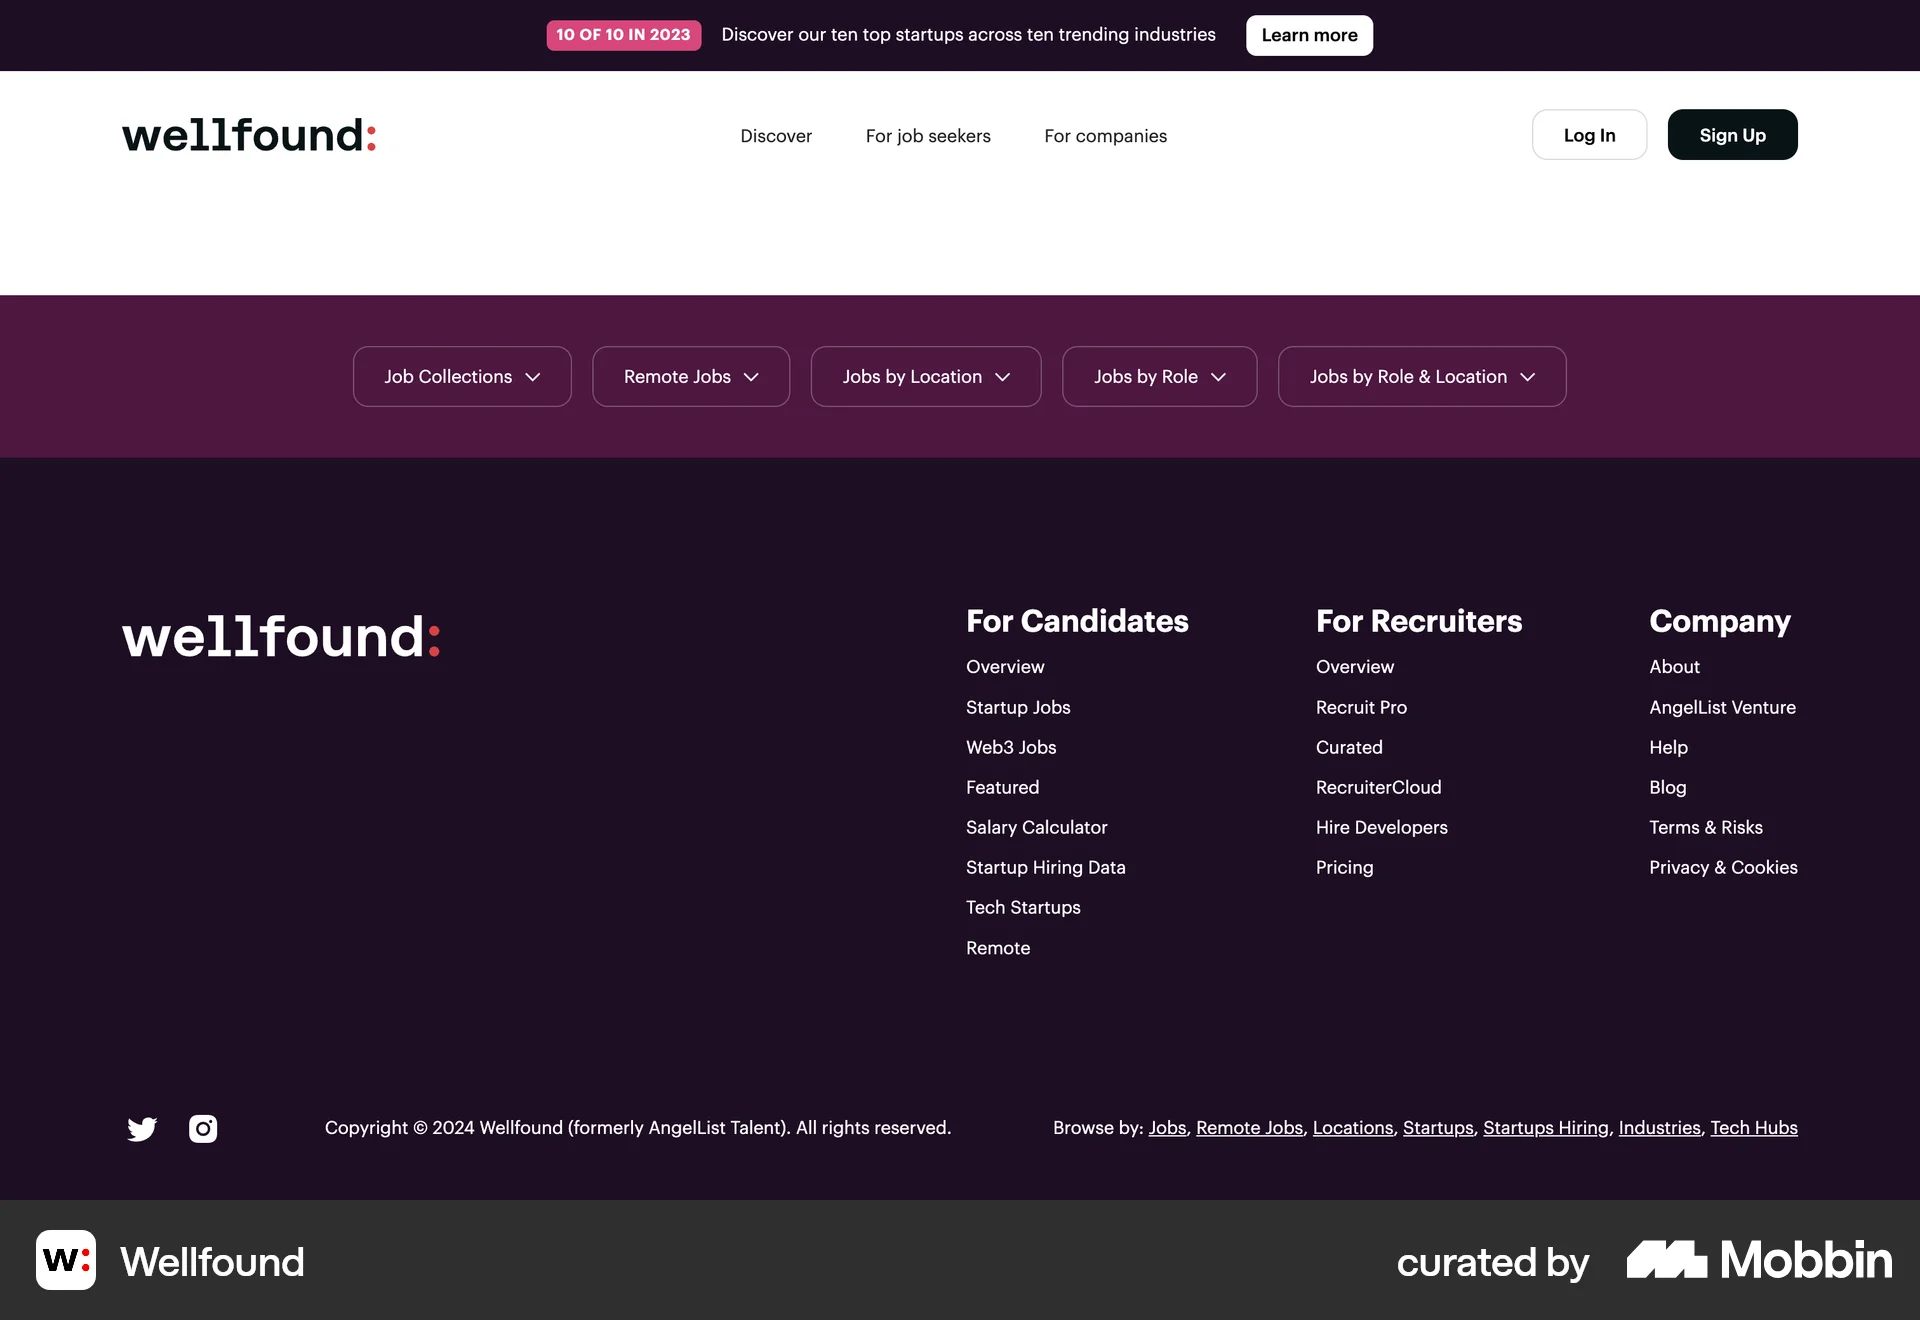 10 OF 10 IN 2023 Discover our ten top startups across ten trending industries Learn more
wellfound: Discover For job seekers For companies Log In Sign Up
Job Collections Remote Jobs Jobs by Location Jobs by Role Jobs by Role & Location
wellfound:
For Candidates
Overview
Startup Jobs
Web3 Jobs
Featured
Salary Calculator
Startup Hiring Data
Tech Startups
Remote
For Recruiters
Overview
Recruit Pro
Curated
RecruiterCloud
Hire Developers
Pricing
Company
About
AngelList Venture
Help
Blog
Terms & Risks
Privacy & Cookies
Copyright © 2024 Wellfound (formerly AngelList Talent). All rights reserved.
Browse by: Jobs, Remote Jobs, Locations, Startups, Startups Hiring, Industries, Tech Hubs
W: Wellfound
curated by Mobbin